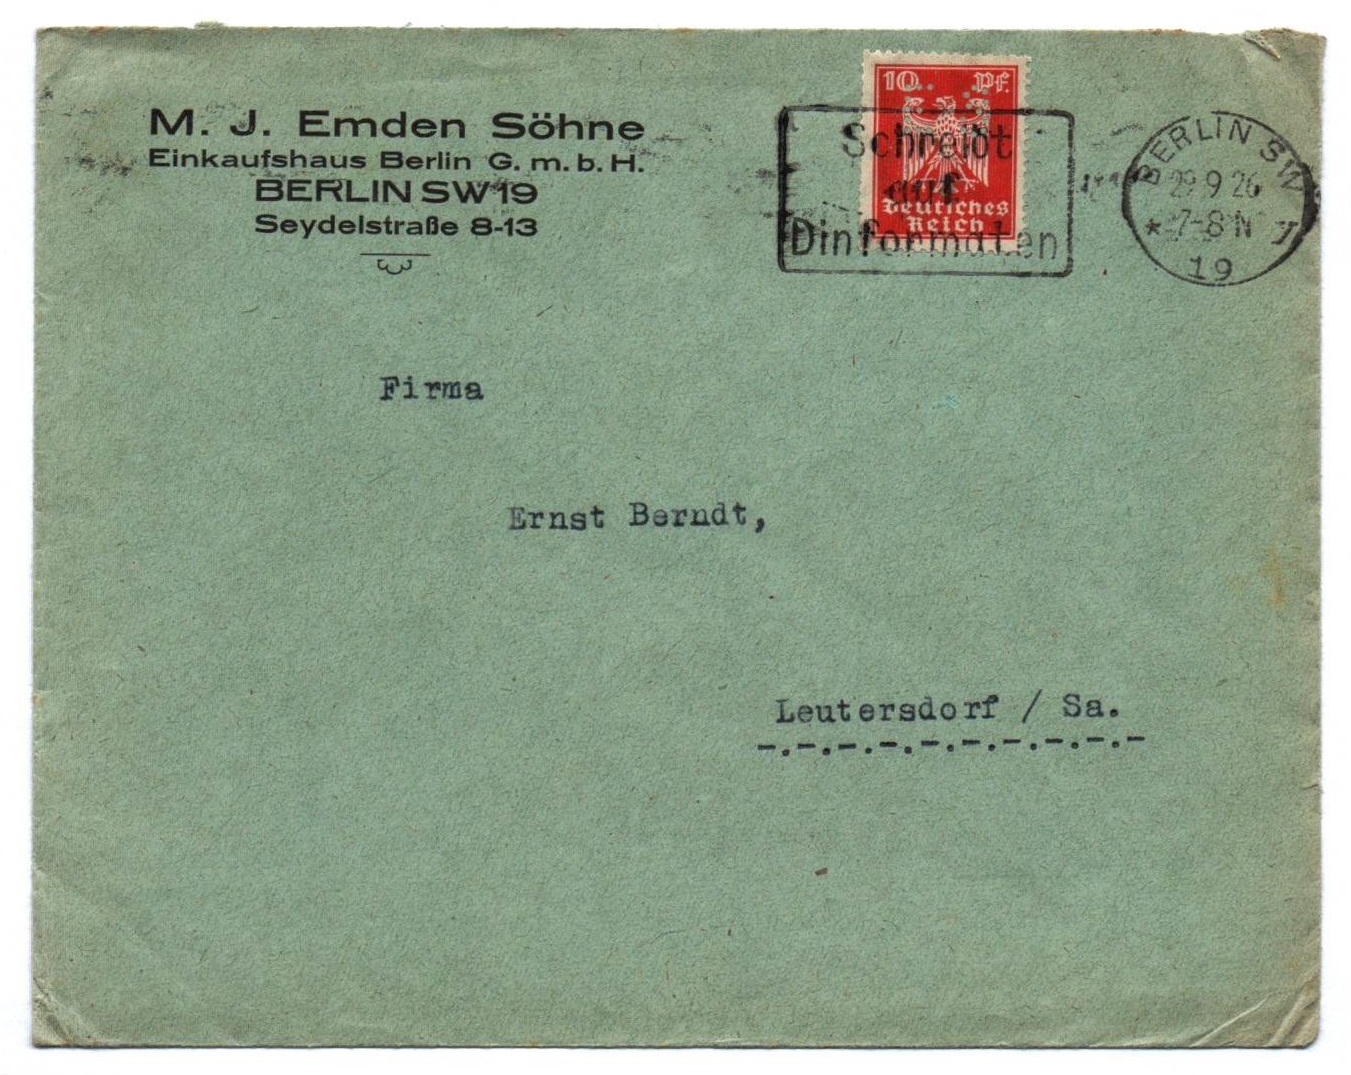 M. J. Emden Söhne
Einkaufshaus Berlin G. m. b. H.
BERLIN SW19
Seydelstraße 8-13
10 Pf.
Deutsches
Reich
Schreibt
auf
Dinformaten
BERLIN SW
9 26
* 7-8 N
19
Firma
Ernst Berndt,
Leutersdorf / Sa.
-.-.-.-.-.-.-.-.-.-